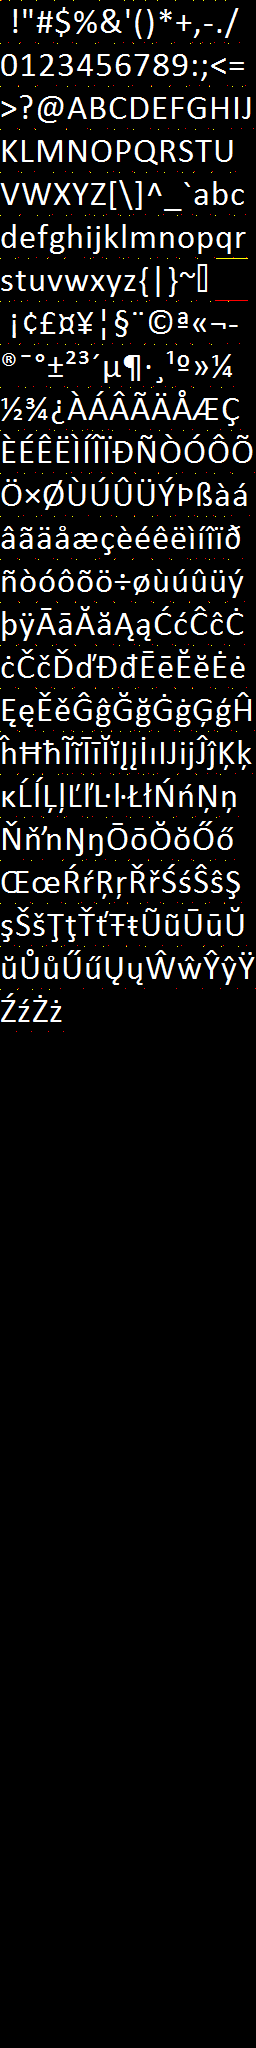 !"#$%&'()*+,-./
0123456789:;<=
>?@ABCDEFGHIJ
KLMNOPQRSTU
VWXYZ[\]^_`abc
defghijklmnopqr
stuvwxyz{|}~▯
¡¢£¤¥¦§¨©ª«¬-
®¯°±²³´µ¶·¸¹º»¼
½¾¿ÀÁÂÃÄÅÆÇ
ÈÉÊËÌÍÎÏÐÑÒÓÔÕ
Ö×ØÙÚÛÜÝÞßàá
âãäåæçèéêëìíîïð
ñòóôõö÷øùúûüý
þÿĀāĂăĄąĆćĈĉĊ
ċČčĎďĐđĒēĔĕĖė
ĘęĚěĜĝĞğĠġĢģĤ
ĥĦħĨĩĪīĬĭĮįİıĲĳĴĵĶķ
ĸĹĺĻļĽľĿŀŁłŃńŅņ
ŇňŉŊŋŌōŎŏŐő
ŒœŔŕŖŗŘřŚśŜŝŞ
şŠšŢţŤťŦŧŨũŪūŬ
ŭŮůŰűŲųŴŵŶŷŸ
ŹźŻż